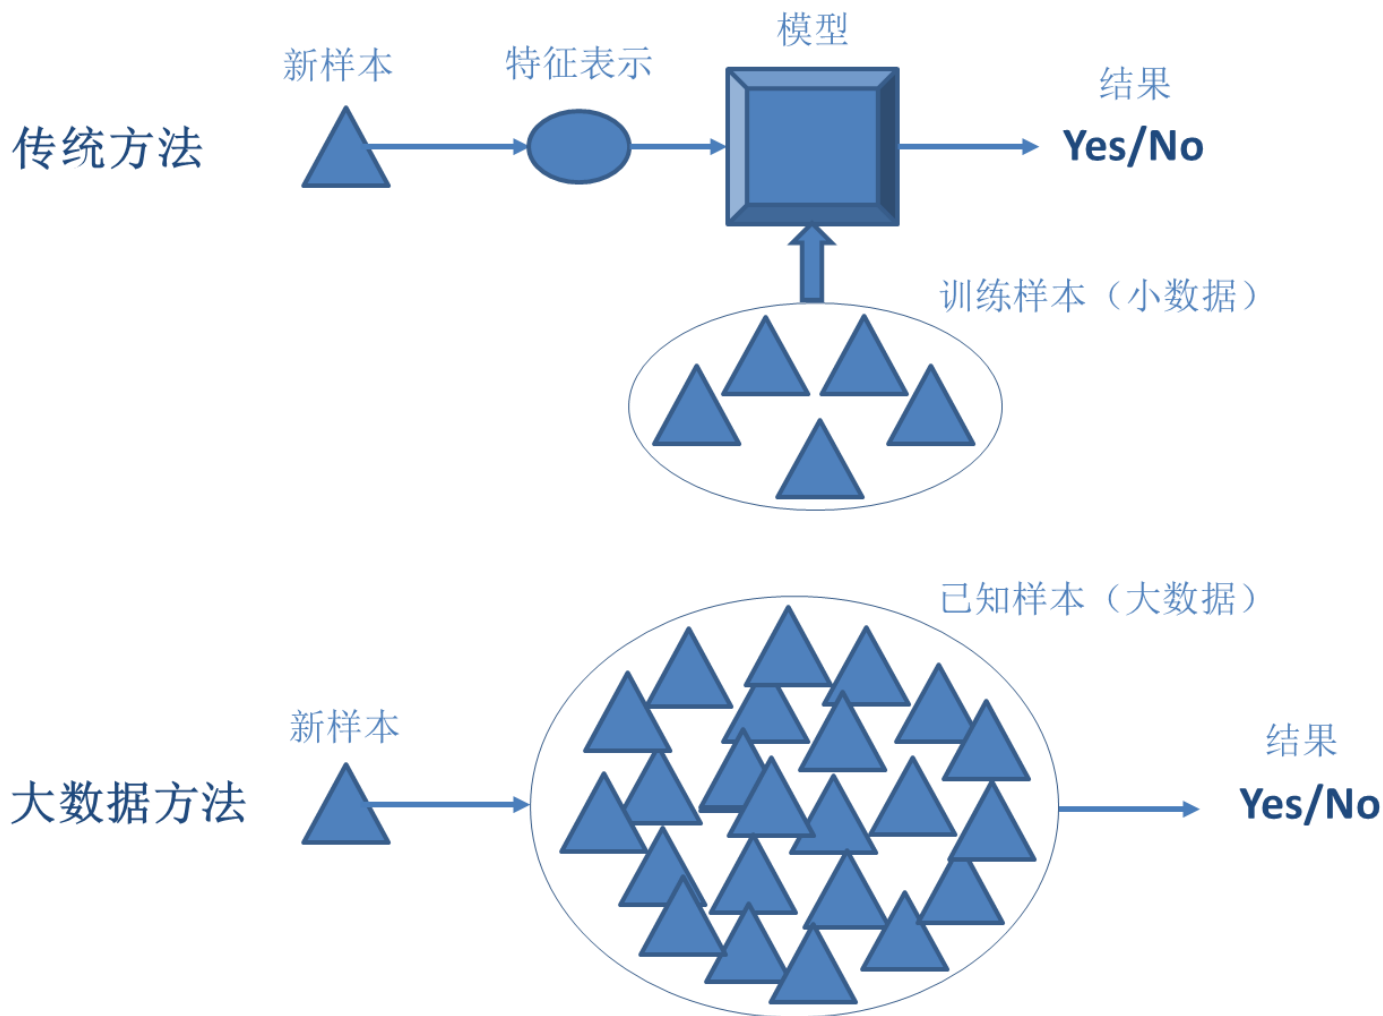 模型
新样本
特征表示
结果
传统方法
Yes/No
训练样本（小数据）
已知样本（大数据）
新样本
结果
大数据方法
Yes/No